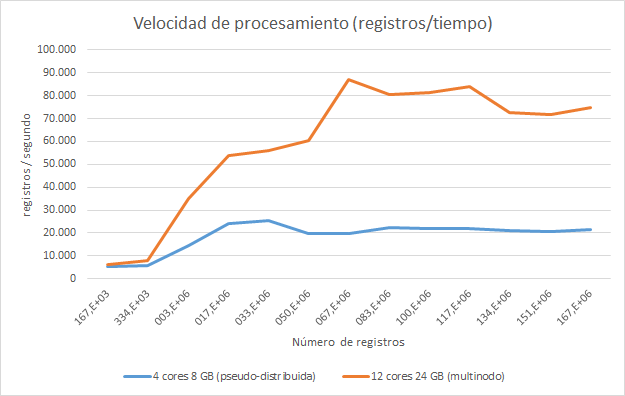 Velocidad de procesamiento (registros/tiempo)
100.000
90.000
80.000
70.000
60.000
50.000
40.000
30.000
20.000
10.000
0
registros / segundo
167,E+03
334,E+03
003,E+06
017,E+06
033,E+06
050,E+06
067,E+06
083,E+06
100,E+06
117,E+06
134,E+06
151,E+06
167,E+06
Número de registros
4 cores 8 GB (pseudo-distribuida)
12 cores 24 GB (multinodo)